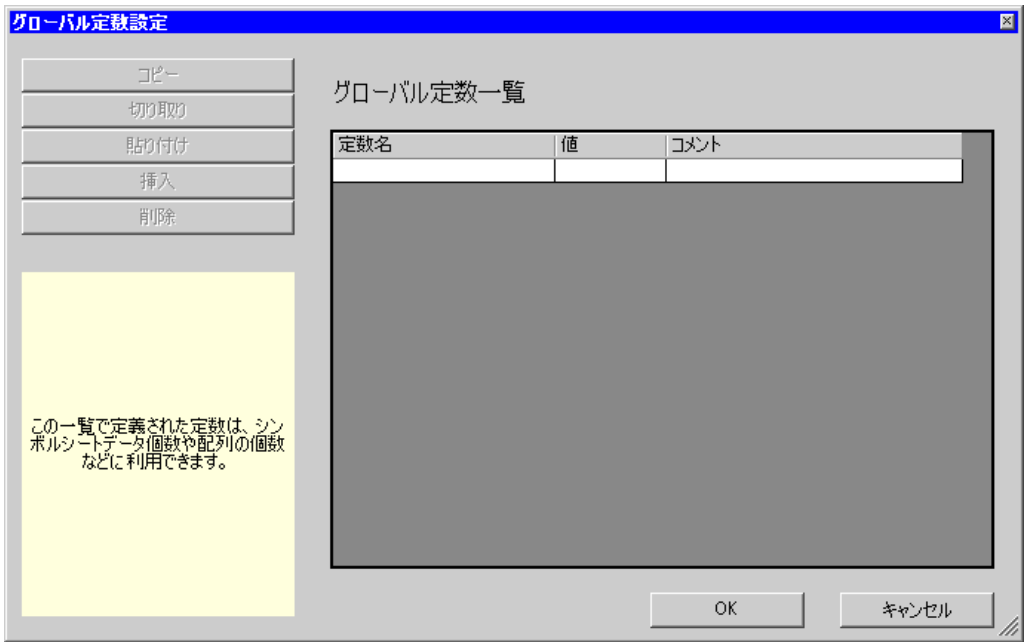 グローバル定数設定
コピー
切り取り
貼り付け
挿入
削除
この一覧で定義された定数は、シン
ボルシートデータ個数や配列の個数
などに利用できます。
グローバル定数一覧
定数名 値 コメント
OK キャンセル